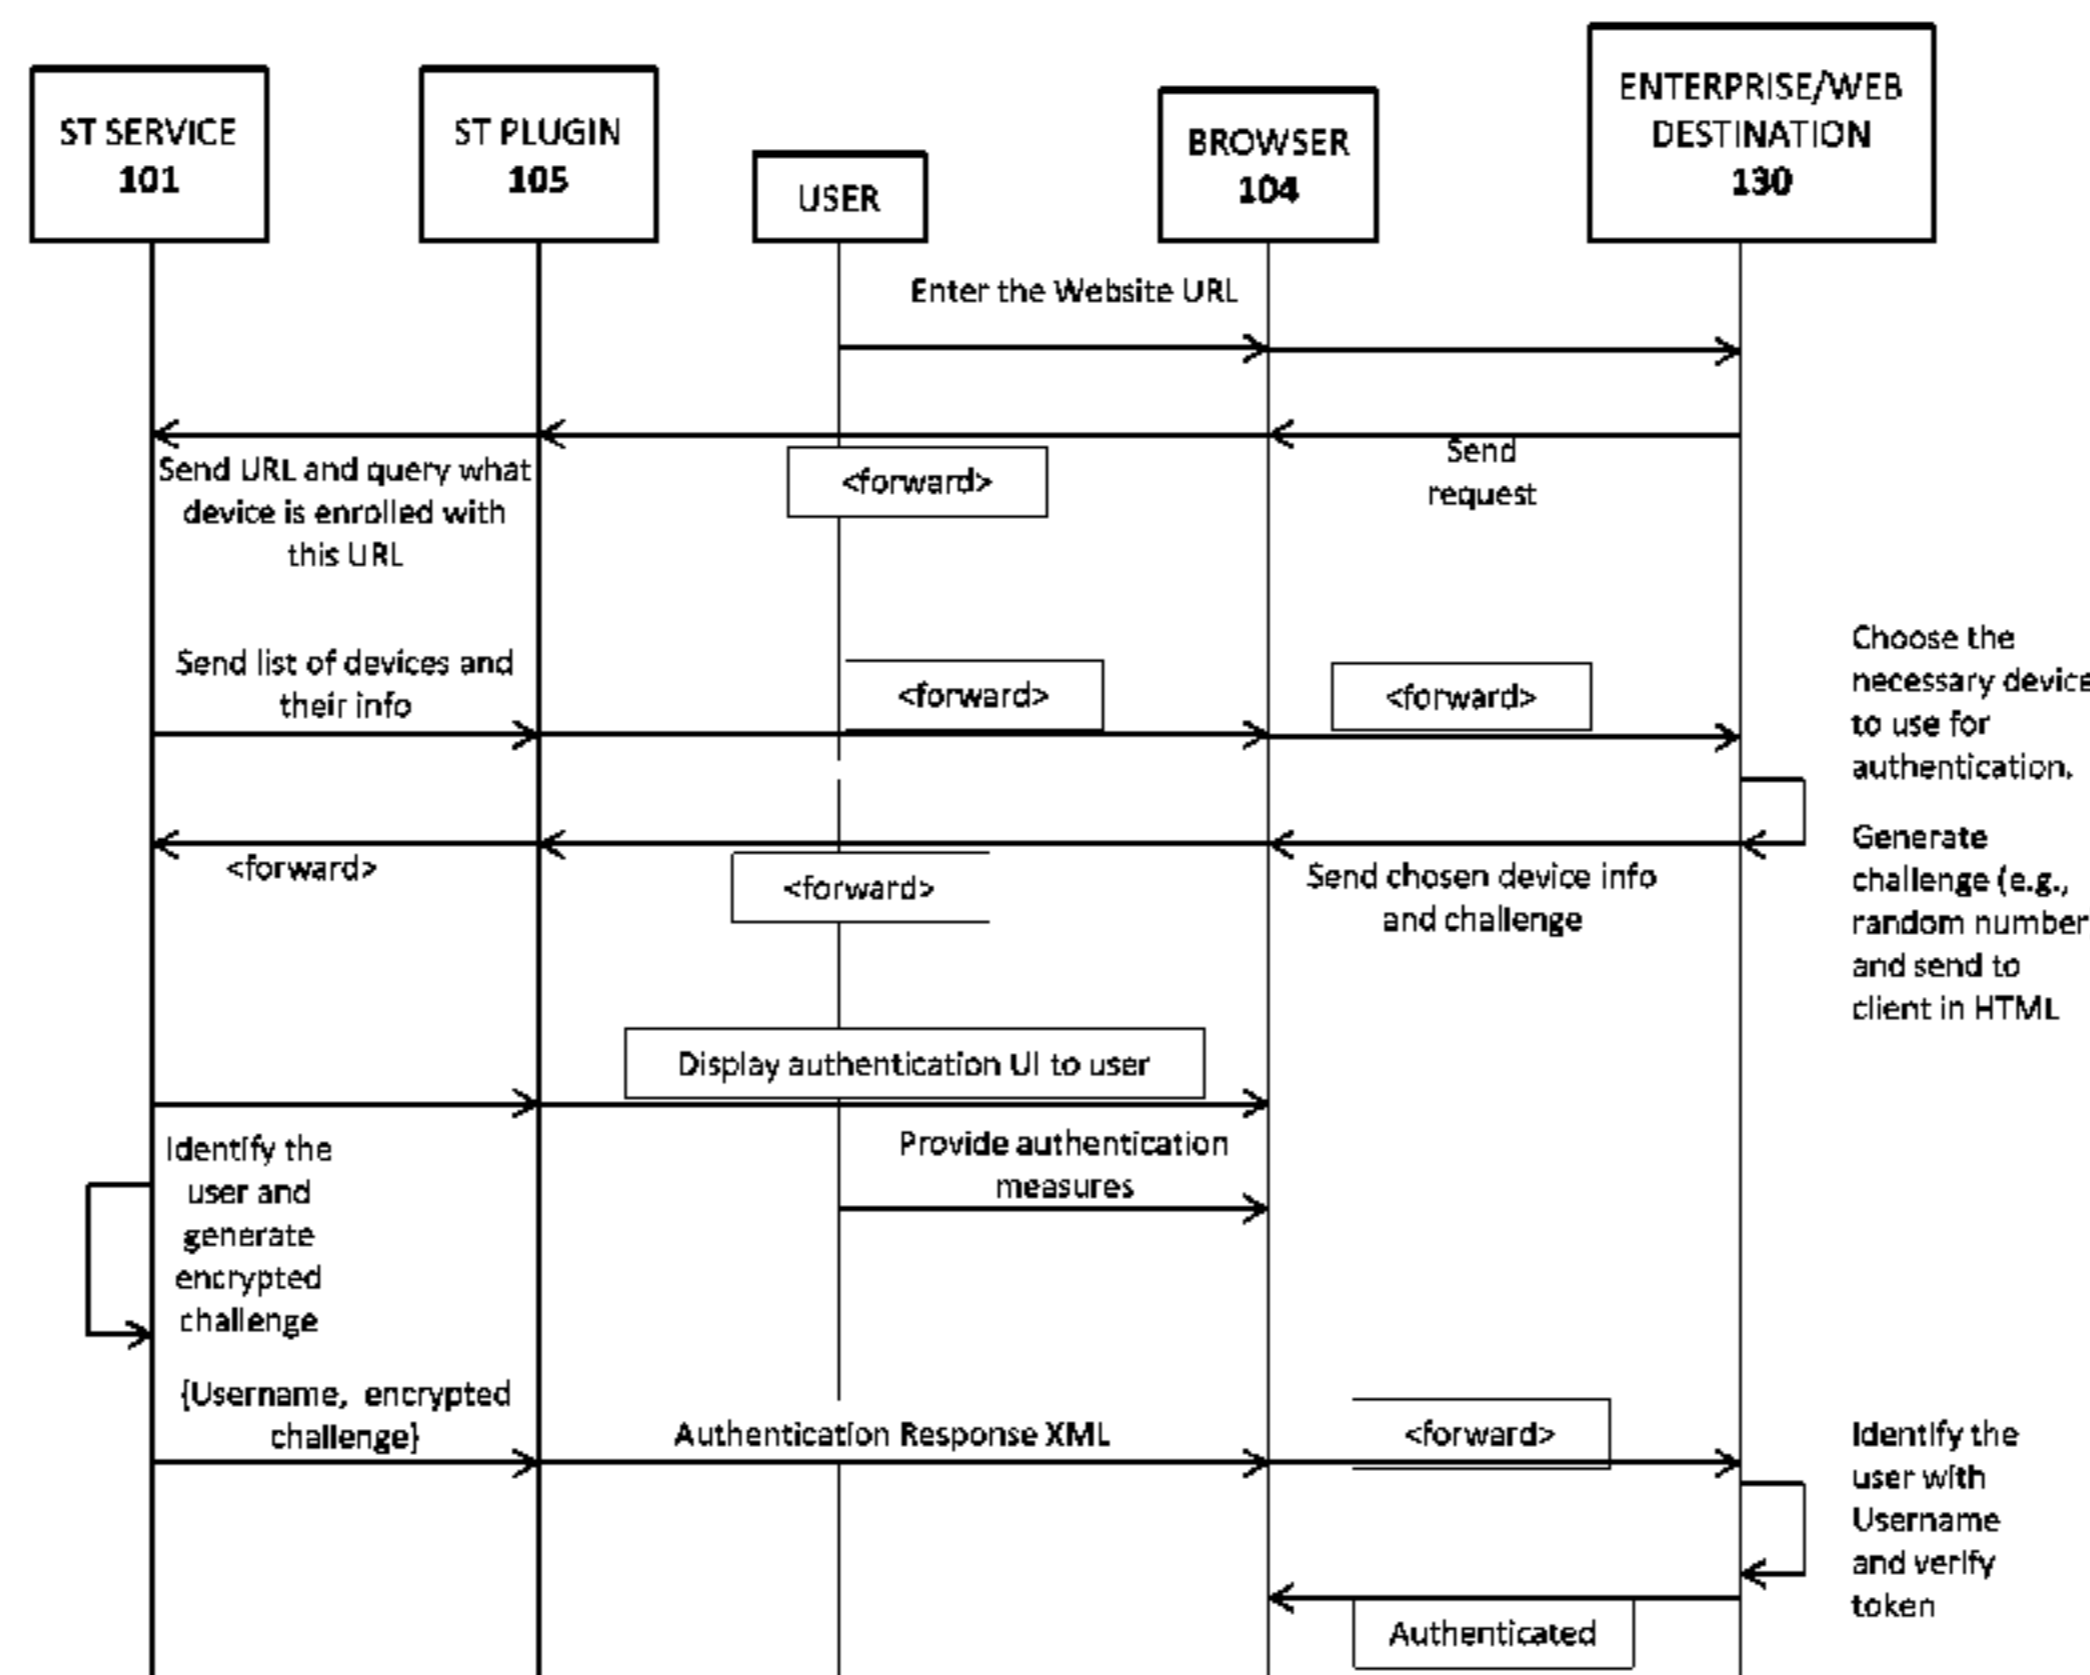 ST SERVICE
101
ST PLUGIN
105
USER
BROWSER
104
ENTERPRISE/WEB
DESTINATION
130
Enter the Website URL
Send
request
<forward>
Send URL and query what
device is enrolled with
this URL
Send list of devices and
their info
<forward>
<forward>
Choose the
necessary device
to use for
authentication.
Generate
challenge (e.g.,
random number
and send to
client in HTML
Send chosen device info
and challenge
<forward>
<forward>
Display authentication UI to user
Provide authentication
measures
Identify the
user and
generate
encrypted
challenge
{Username, encrypted
challenge}
Authentication Response XML
<forward>
Identify the
user with
Username
and verify
token
Authenticated